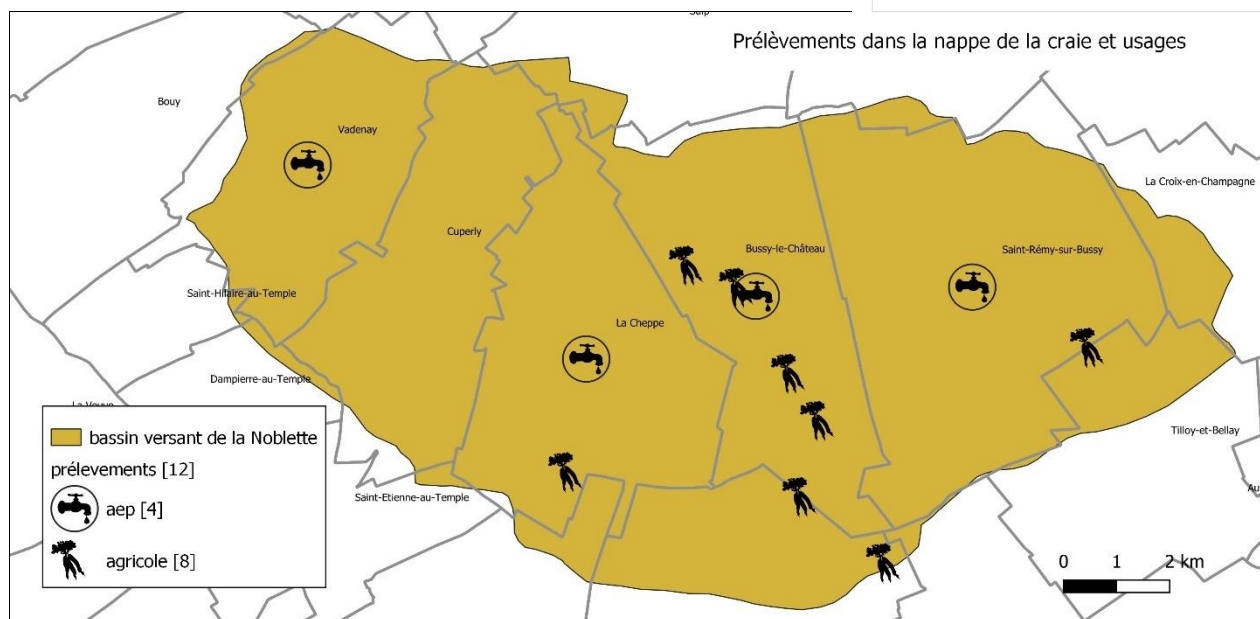 Suip
Prélèvements dans la nappe de la craie et usages
Bouy
Vadenay
La Croix-en-Champagne
Cuperly
Bussy-le-Château
Saint-Rémy-sur-Bussy
Saint-Hilaire-au-Temple
La Cheppe
Dampierre-au-Temple
La Veuve
Tilloy-et-Bellay
bassin versant de la Noblette
prélevements [12]
aep [4]
agricole [8]
Saint-Etienne-au-Temple
Au
0 1 2 km